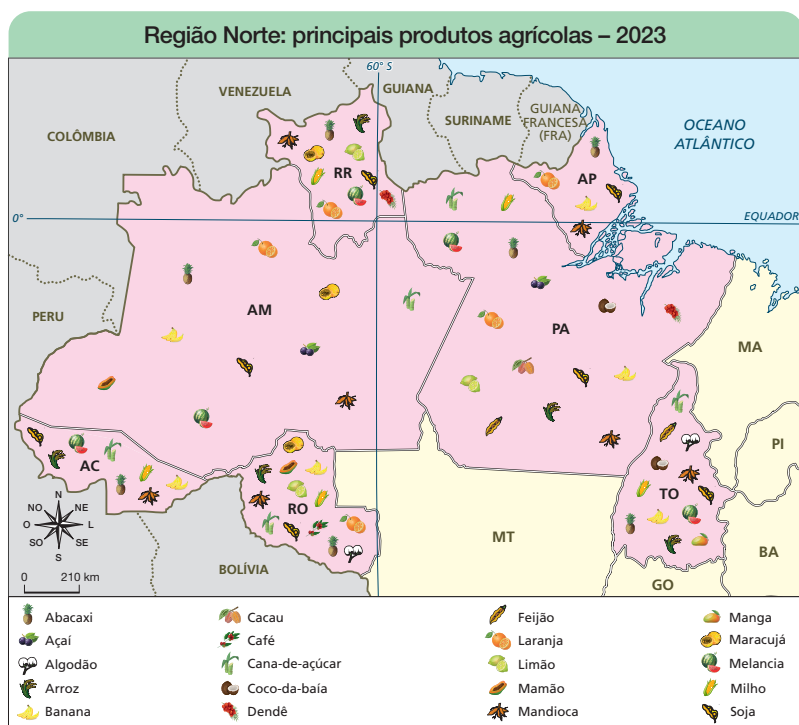 Região Norte: principais produtos agrícolas – 2023
60° S
VENEZUELA
GUIANA
SURINAME
GUIANA
FRANCESA
(FRA)
COLÔMBIA
OCEANO
ATLÂNTICO
RR
AP
0°
EQUADOR
PERU
AM
PA
MA
AC
RO
TO
PI
MT
BA
BOLÍVIA
GO
N
NO NE
O L
SO SE
S
0 210 km
Abacaxi
Açaí
Algodão
Arroz
Banana
Cacau
Café
Cana-de-açúcar
Coco-da-baía
Dendê
Feijão
Laranja
Limão
Mamão
Mandioca
Manga
Maracujá
Melancia
Milho
Soja